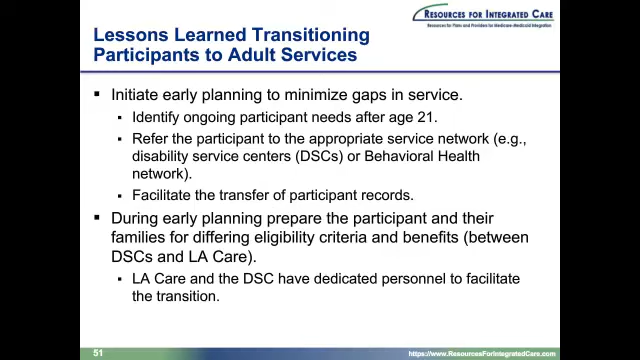 RESOURCES FOR INTEGRATED CARE
Resources for Plans and Providers for Medicare-Medicaid Integration
Lessons Learned Transitioning
Participants to Adult Services
▪ Initiate early planning to minimize gaps in service.
▪ Identify ongoing participant needs after age 21.
▪ Refer the participant to the appropriate service network (e.g.,
disability service centers (DSCs) or Behavioral Health
network).
▪ Facilitate the transfer of participant records.
▪ During early planning prepare the participant and their
families for differing eligibility criteria and benefits (between
DSCs and LA Care).
▪ LA Care and the DSC have dedicated personnel to facilitate
the transition.
51
https://www.ResourcesForIntegratedCare.com/